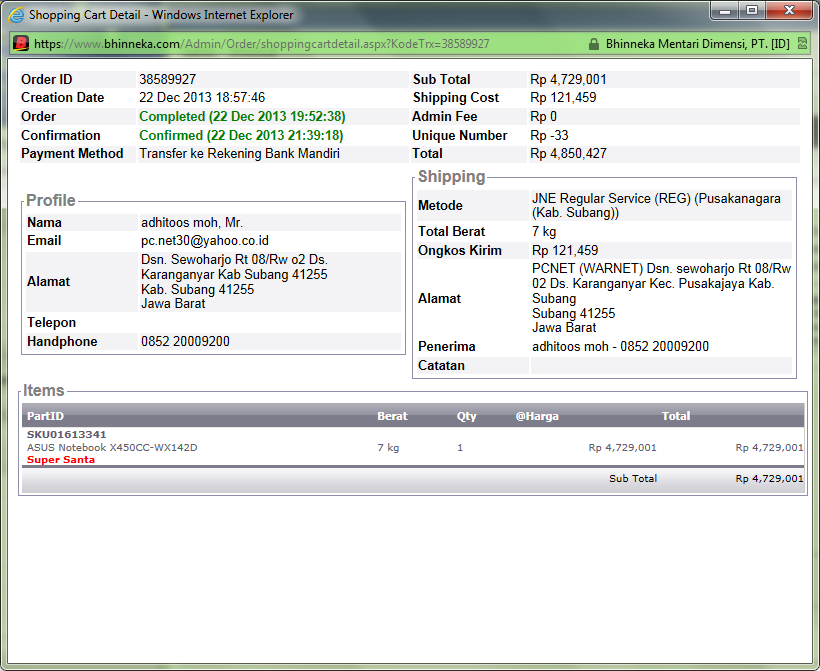 Shopping Cart Detail - Windows Internet Explorer
https://www.bhinneka.com/Admin/Order/shoppingcartdetail.aspx?KodeTrx=38589927 Bhinneka Mentari Dimensi, PT. [ID]
Order ID 38589927 Sub Total Rp 4,729,001
Creation Date 22 Dec 2013 18:57:46 Shipping Cost Rp 121,459
Order Completed (22 Dec 2013 19:52:38) Admin Fee Rp 0
Confirmation Confirmed (22 Dec 2013 21:39:18) Unique Number Rp -33
Payment Method Transfer ke Rekening Bank Mandiri Total Rp 4,850,427
Profile
Nama adhitoos moh, Mr.
Email pc.net30@yahoo.co.id
Alamat
Dsn. Sewoharjo Rt 08/Rw o2 Ds.
Karanganyar Kab Subang 41255
Kab. Subang 41255
Jawa Barat
Telepon
Handphone 0852 20009200
Shipping
Metode
JNE Regular Service (REG) (Pusakanagara
(Kab. Subang))
Total Berat 7 kg
Ongkos Kirim Rp 121,459
Alamat
PCNET (WARNET) Dsn. sewoharjo Rt 08/Rw
02 Ds. Karanganyar Kec. Pusakajaya Kab.
Subang
Subang 41255
Jawa Barat
Penerima adhitoos moh - 0852 20009200
Catatan
Items
PartID Berat Qty @Harga Total
SKU01613341
ASUS Notebook X450CC-WX142D 7 kg 1 Rp 4,729,001 Rp 4,729,001
Super Santa
Sub Total Rp 4,729,001